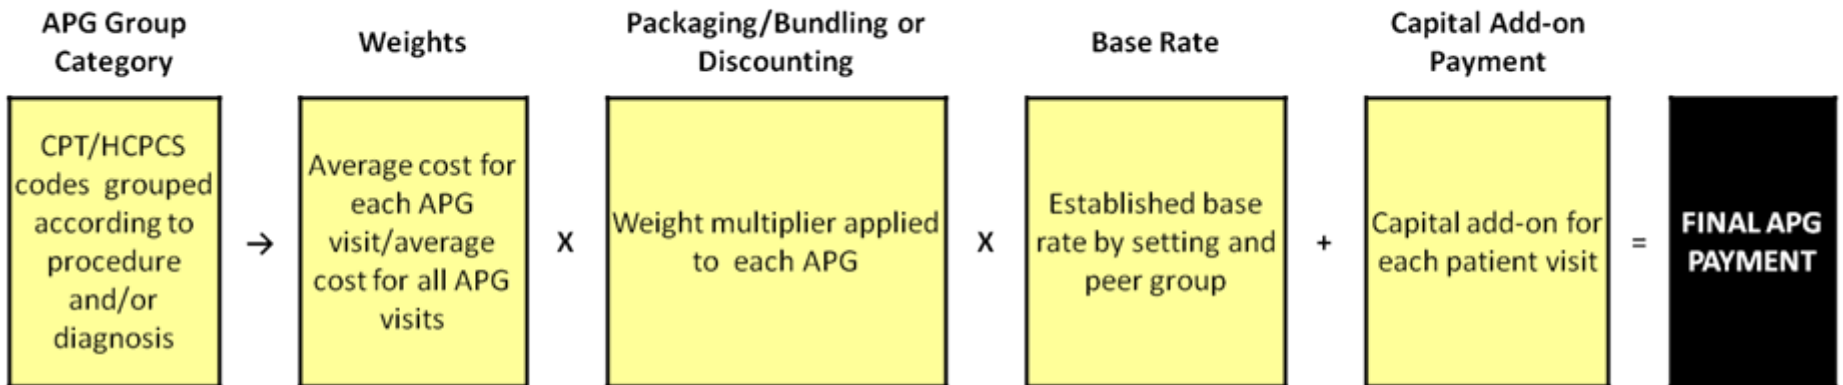 APG Group
Category
Weights
Packaging/Bundling or
Discounting
Base Rate
Capital Add-on
Payment
CPT/HCPCS
codes grouped
according to
procedure
and/or
diagnosis
→
Average cost for
each APG
visit/average
cost for all APG
visits
X
Weight multiplier applied
to each APG
X
Established base
rate by setting and
peer group
+
Capital add-on for
each patient visit
=
FINAL APG
PAYMENT